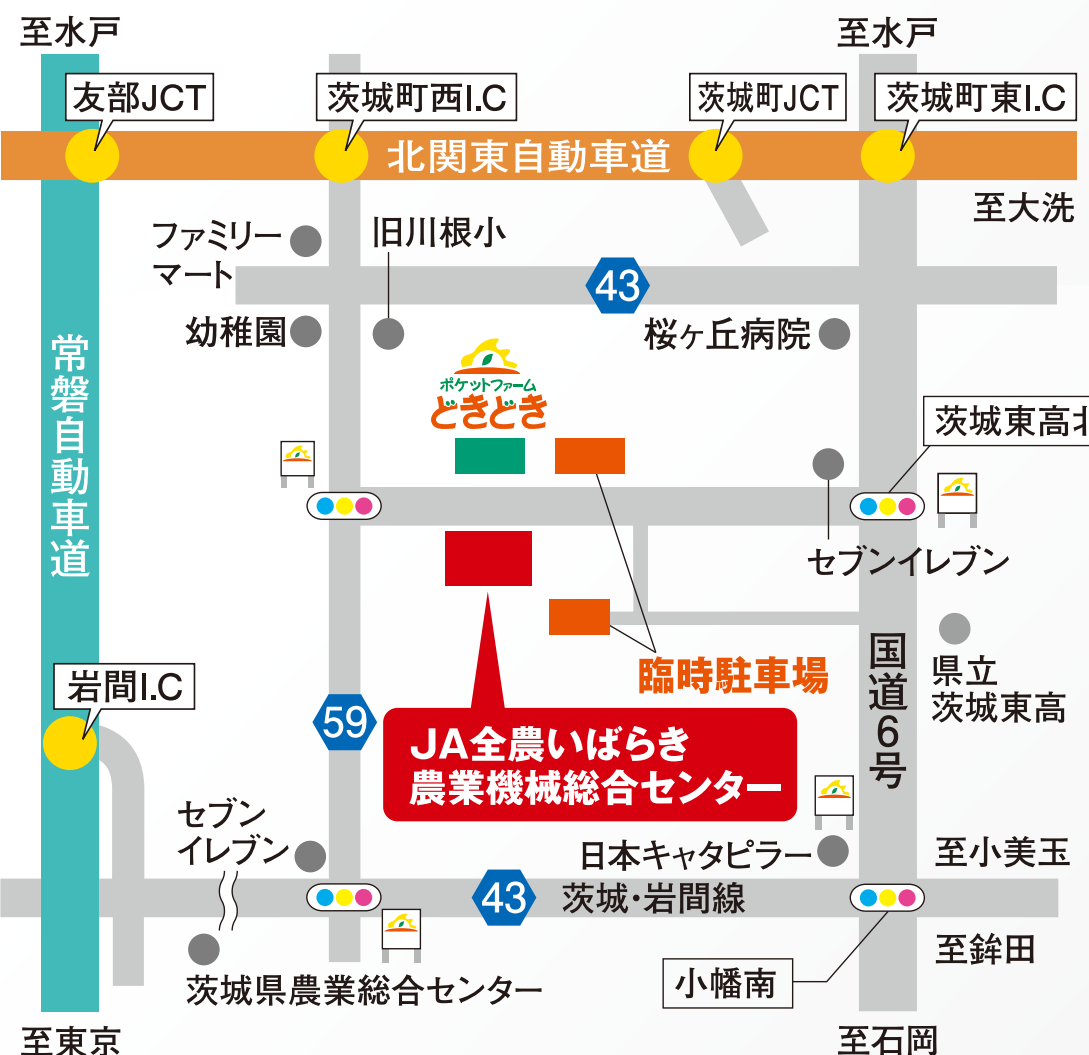 至水戸
至水戸
友部JCT
茨城町西I.C
茨城町JCT
茨城町東I.C
北関東自動車道
至大洗
ファミリー
マート
旧川根小
43
幼稚園
桜ヶ丘病院
常磐自動車道
ポケットファーム
どきどき
茨城東高北
セブンイレブン
国道6号
県立
茨城東高
臨時駐車場
岩間I.C
59
JA全農いばらき
農業機械総合センター
セブン
イレブン
日本キャタピラー
至小美玉
43
茨城・岩間線
至鉾田
茨城県農業総合センター
小幡南
至東京
至石岡